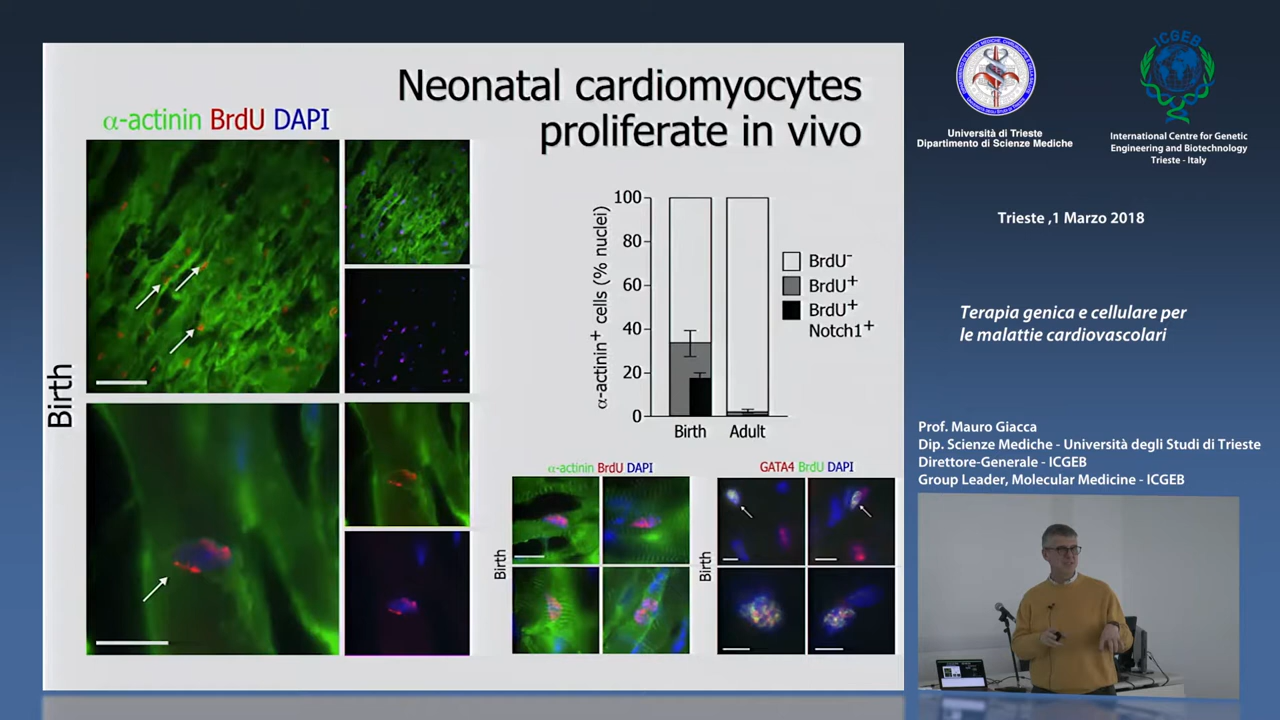 Neonatal cardiomyocytes
proliferate in vivo
α-actinin BrdU DAPI
Birth
α-actinin⁺ cells (% nuclei)
100
80
60
40
20
0
Birth
Adult
BrdU⁻
BrdU⁺
BrdU⁺
Notch1⁺
α-actinin BrdU DAPI
Birth
GATA4 BrdU DAPI
Birth
Università di Trieste
Dipartimento di Scienze Mediche
ICGEB
International Centre for Genetic
Engineering and Biotechnology
Trieste - Italy
Trieste ,1 Marzo 2018
Terapia genica e cellulare per
le malattie cardiovascolari
Prof. Mauro Giacca
Dip. Scienze Mediche - Università degli Studi di Trieste
Direttore-Generale - ICGEB
Group Leader, Molecular Medicine - ICGEB